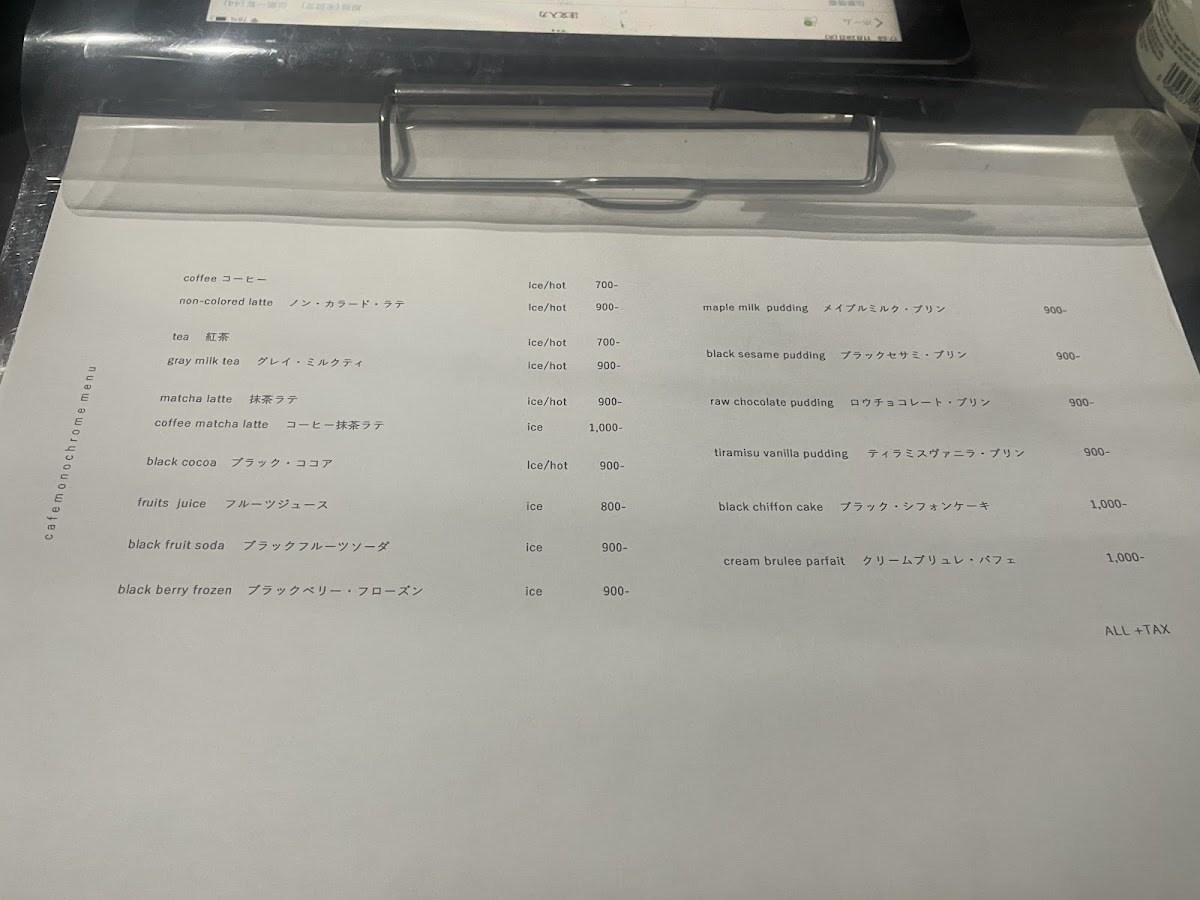 cafemonochrome menu
coffee コーヒー ice/hot 700-
non-colored latte ノン・カラード・ラテ Ice/hot 900-
tea 紅茶 ice/hot 700-
gray milk tea グレイ・ミルクティ ice/hot 900-
matcha latte 抹茶ラテ ice/hot 900-
coffee matcha latte コーヒー抹茶ラテ ice 1,000-
black cocoa ブラック・ココア Ice/hot 900-
fruits juice フルーツジュース ice 800-
black fruit soda ブラックフルーツソーダ ice 900-
black berry frozen ブラックベリー・フローズン ice 900-
maple milk pudding メイプルミルク・プリン 900-
black sesame pudding ブラックセサミ・プリン 900-
raw chocolate pudding ロウチョコレート・プリン 900-
tiramisu vanilla pudding ティラミスヴァニラ・プリン 900-
black chiffon cake ブラック・シフォンケーキ 1,000-
cream brulee parfait クリームブリュレ・パフェ 1,000-
ALL +TAX
注文入力
ホーム